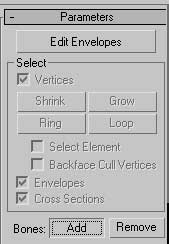 - Parameters
Edit Envelopes
Select
Vertices
Shrink Grow
Ring Loop
Select Element
Backface Cull Vertices
Envelopes
Cross Sections
Bones: Add Remove